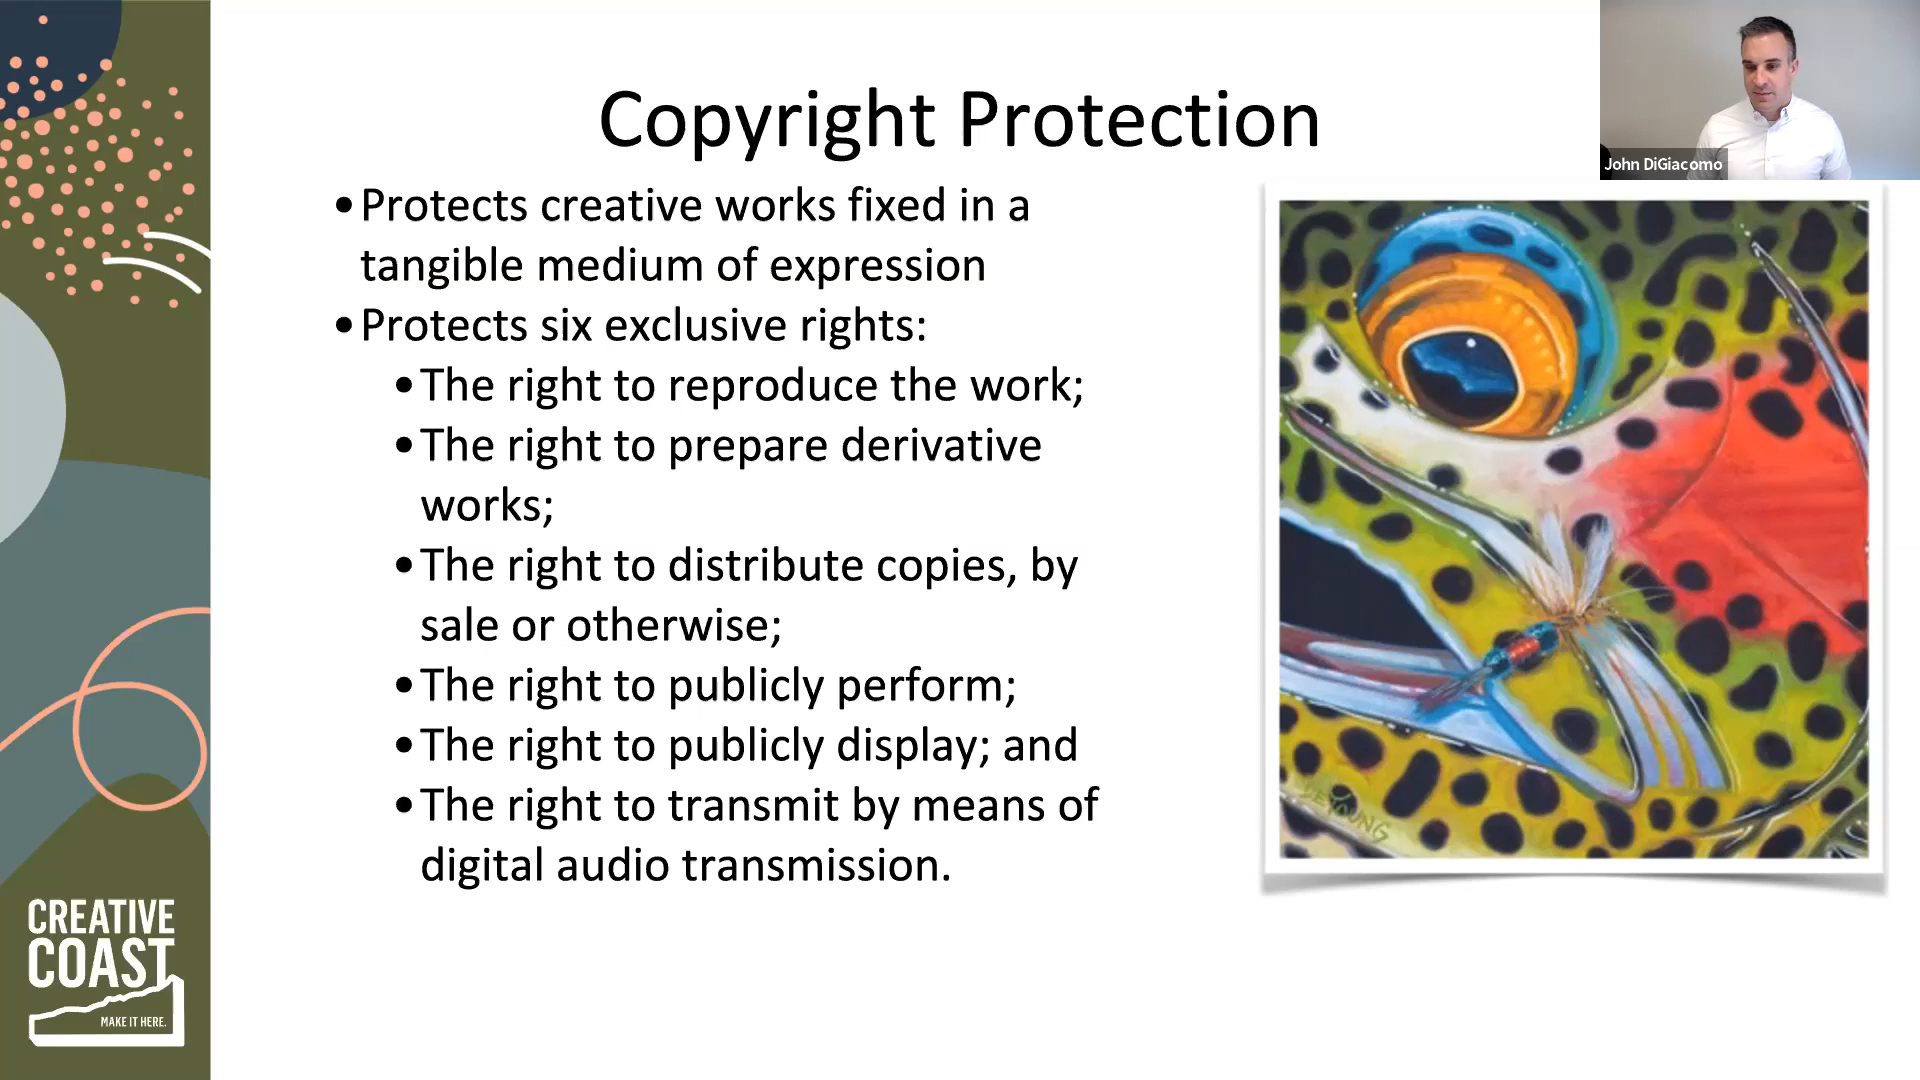 Copyright Protection
John DiGiacomo
•Protects creative works fixed in a
tangible medium of expression
•Protects six exclusive rights:
•The right to reproduce the work;
•The right to prepare derivative
works;
•The right to distribute copies, by
sale or otherwise;
•The right to publicly perform;
•The right to publicly display; and
•The right to transmit by means of
digital audio transmission.
DEYOUNG
CREATIVE
COAST
MAKE IT HERE.